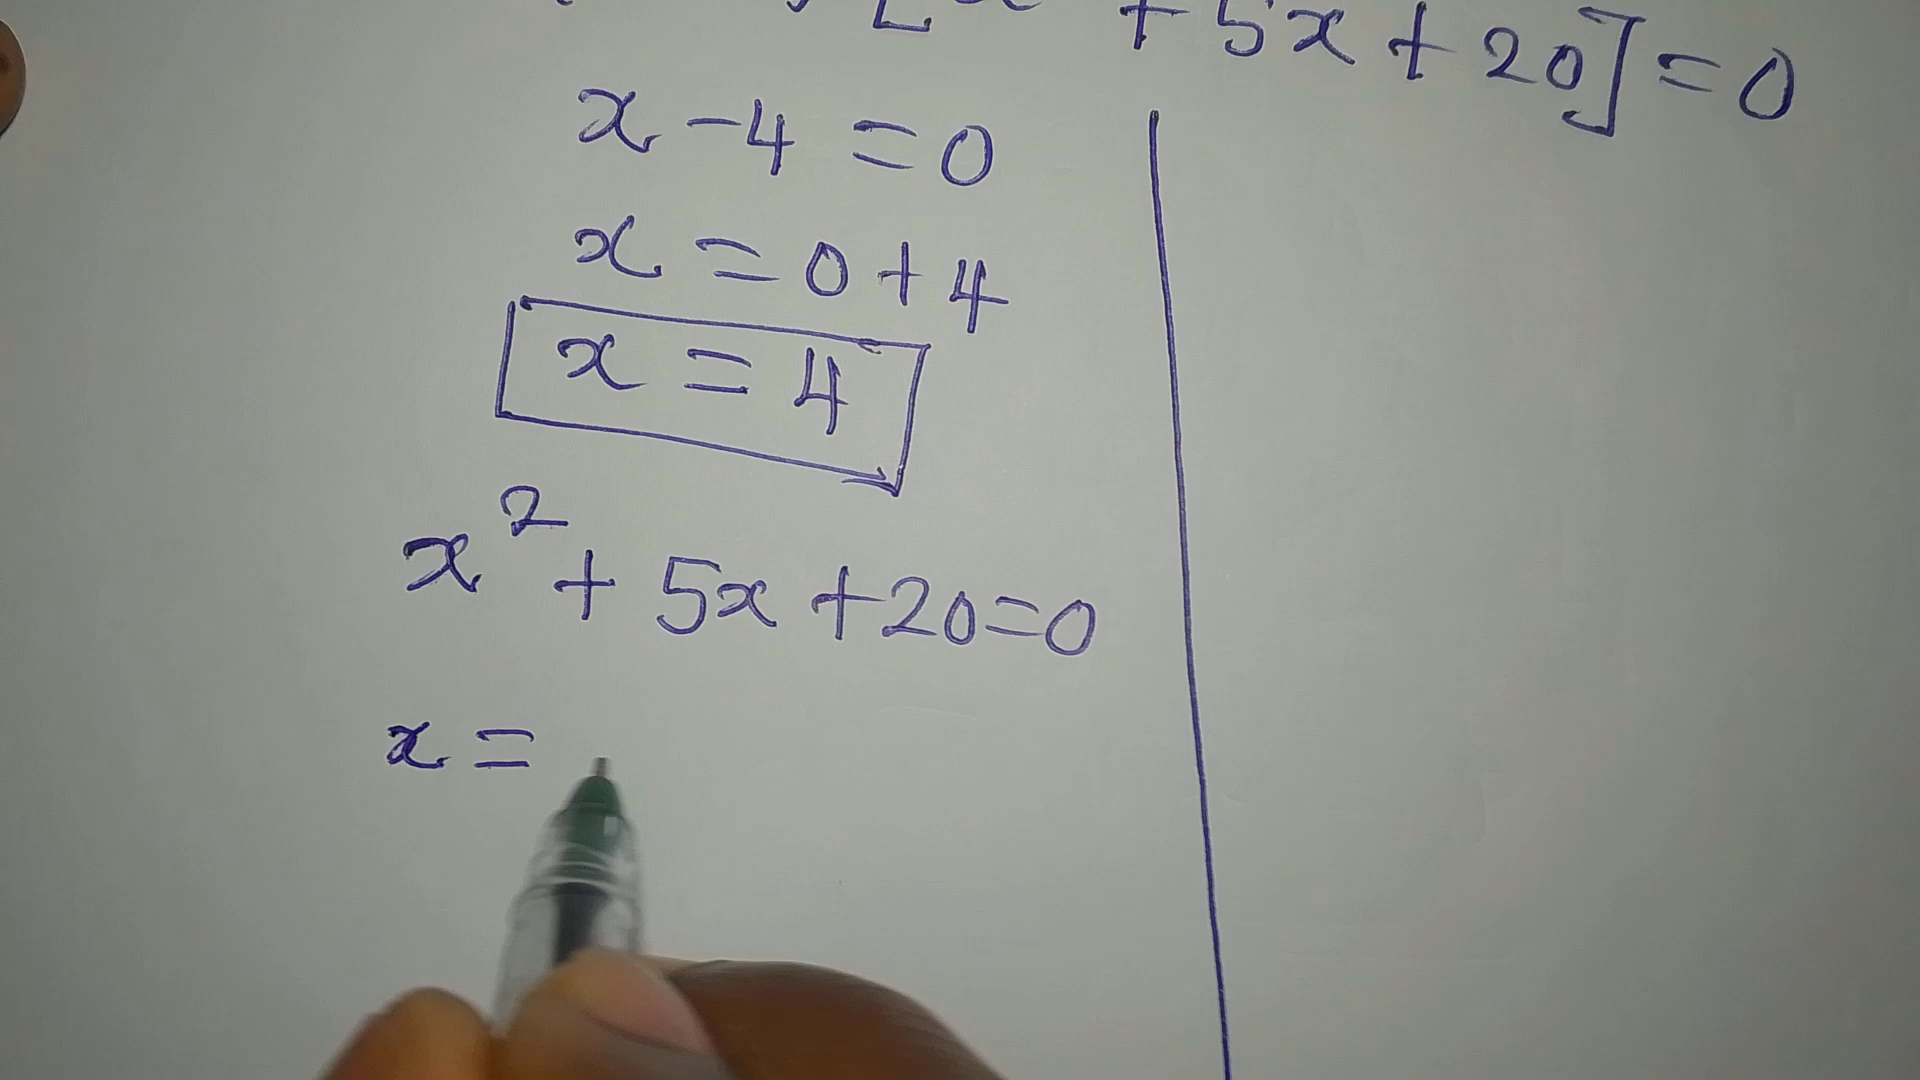 + 5x + 20] = 0
x - 4 = 0
x = 0 + 4
x = 4
x² + 5x + 20 = 0
x =